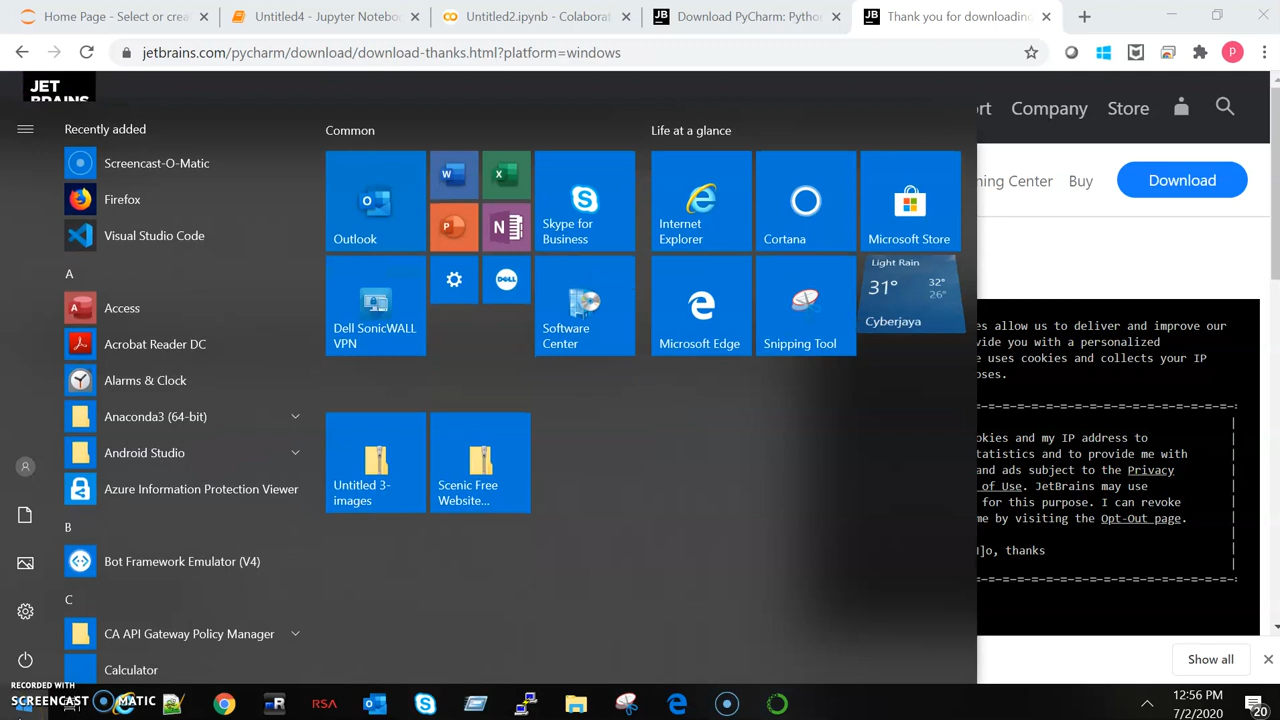 Home Page - Select or crea
Untitled4 - Jupyter Notebo
Untitled2.ipynb - Colaborat
Download PyCharm: Python
Thank you for downloading
jetbrains.com/pycharm/download/download-thanks.html?platform=windows
p
JET
BRAINS
Company
Store
ning Center
Buy
Download
Recently added
Screencast-O-Matic
Firefox
Visual Studio Code
A
Access
Acrobat Reader DC
Alarms & Clock
Anaconda3 (64-bit)
Android Studio
Azure Information Protection Viewer
B
Bot Framework Emulator (V4)
C
CA API Gateway Policy Manager
Calculator
Common
Outlook
Skype for
Business
Dell SonicWALL
VPN
DELL
Software
Center
Untitled 3-
images
Scenic Free
Website...
Life at a glance
Internet
Explorer
Cortana
Microsoft Store
Microsoft Edge
Snipping Tool
Light Rain
31° 32°
26°
Cyberjaya
es allow us to deliver and improve our
vide you with a personalized
e uses cookies and collects your IP
oses.
okies and my IP address to
tatistics and to provide me with
and ads subject to the Privacy
of Use. JetBrains may use
for this purpose. I can revoke
me by visiting the Opt-Out page.
N]o, thanks
Show all
RECORDED WITH
SCREENCAST MATIC
RSA
12:56 PM
7/2/2020
20